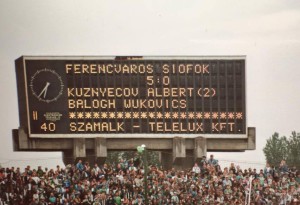 FERENCVAROS SIOFOK
5:0
KUZNYECOV ALBERT(2)
BALOGH WUKOVICS
40 SZAMALK - TELELUX KFT.